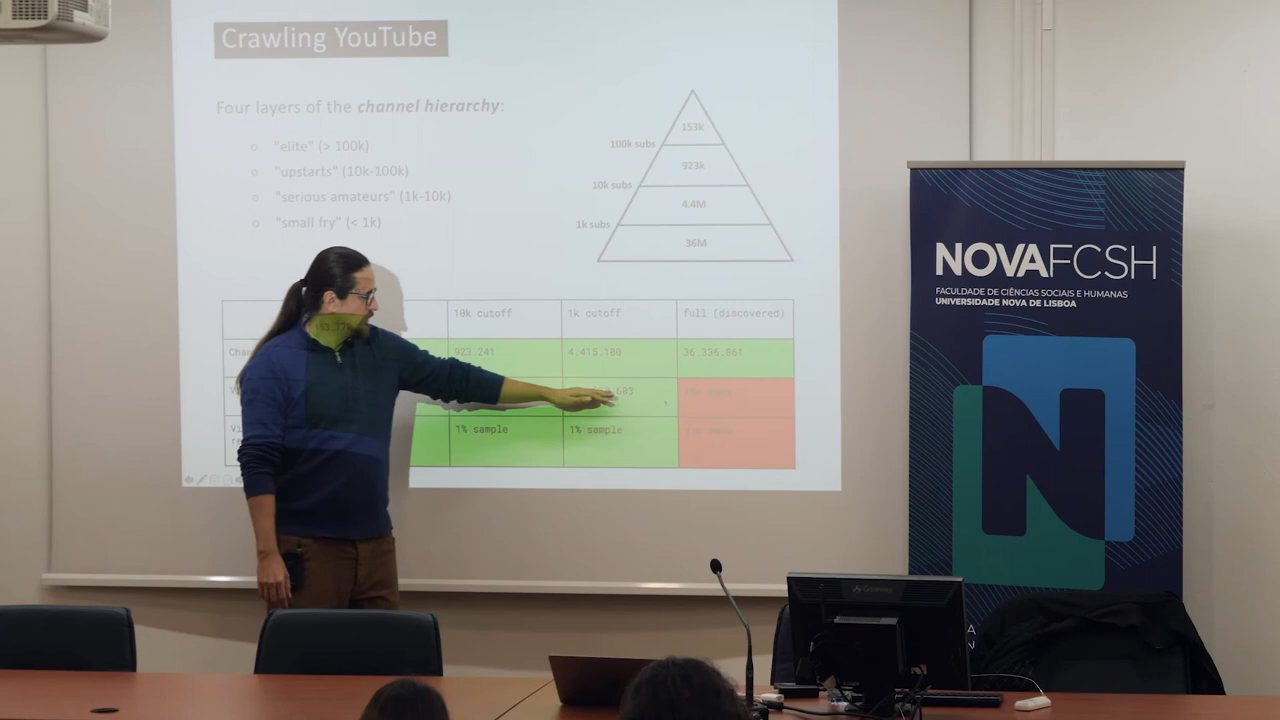 Crawling YouTube
Four layers of the channel hierarchy:
"elite" (> 100k)
"upstarts" (10k-100k)
"serious amateurs" (1k-10k)
"small fry" (< 1k)
153k
100k subs
923k
10k subs
4.4M
1k subs
36M
10k cutoff
1k cutoff
full (discovered)
923.241
4.415.188
36.336.861
603
1% sample
1% sample
NOVAFCSH
FACULDADE DE CIÊNCIAS SOCIAIS E HUMANAS
UNIVERSIDADE NOVA DE LISBOA
N